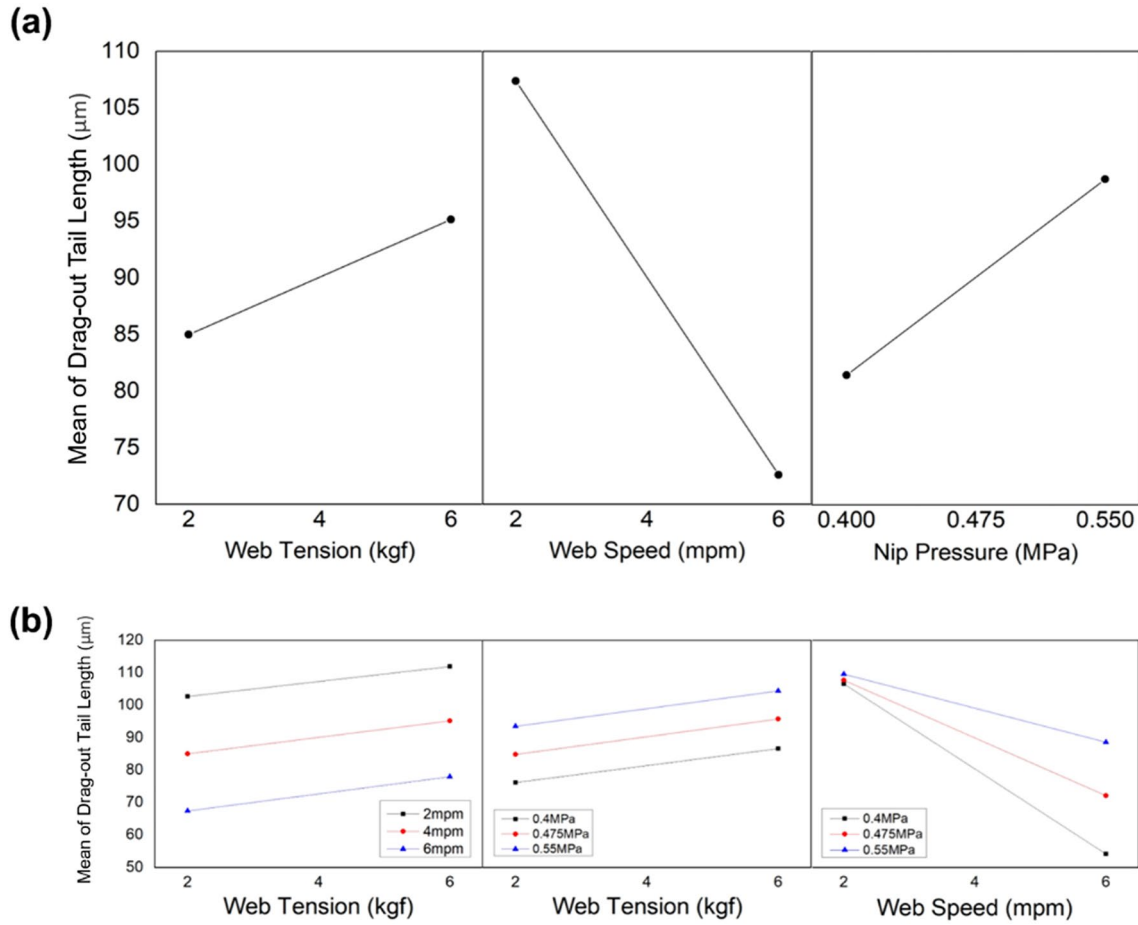 (a)
Mean of Drag-out Tail Length (μm)
110
105
100
95
90
85
80
75
70
2 4 6
2 4 6
0.400 0.475 0.550
Web Tension (kgf)
Web Speed (mpm)
Nip Pressure (MPa)
(b)
Mean of Drag-out Tail Length (μm)
120
110
100
90
80
70
60
50
2mpm
4mpm
6mpm
0.4MPa
0.475MPa
0.55MPa
0.4MPa
0.475MPa
0.55MPa
2 4 6
2 4 6
2 4 6
Web Tension (kgf)
Web Tension (kgf)
Web Speed (mpm)